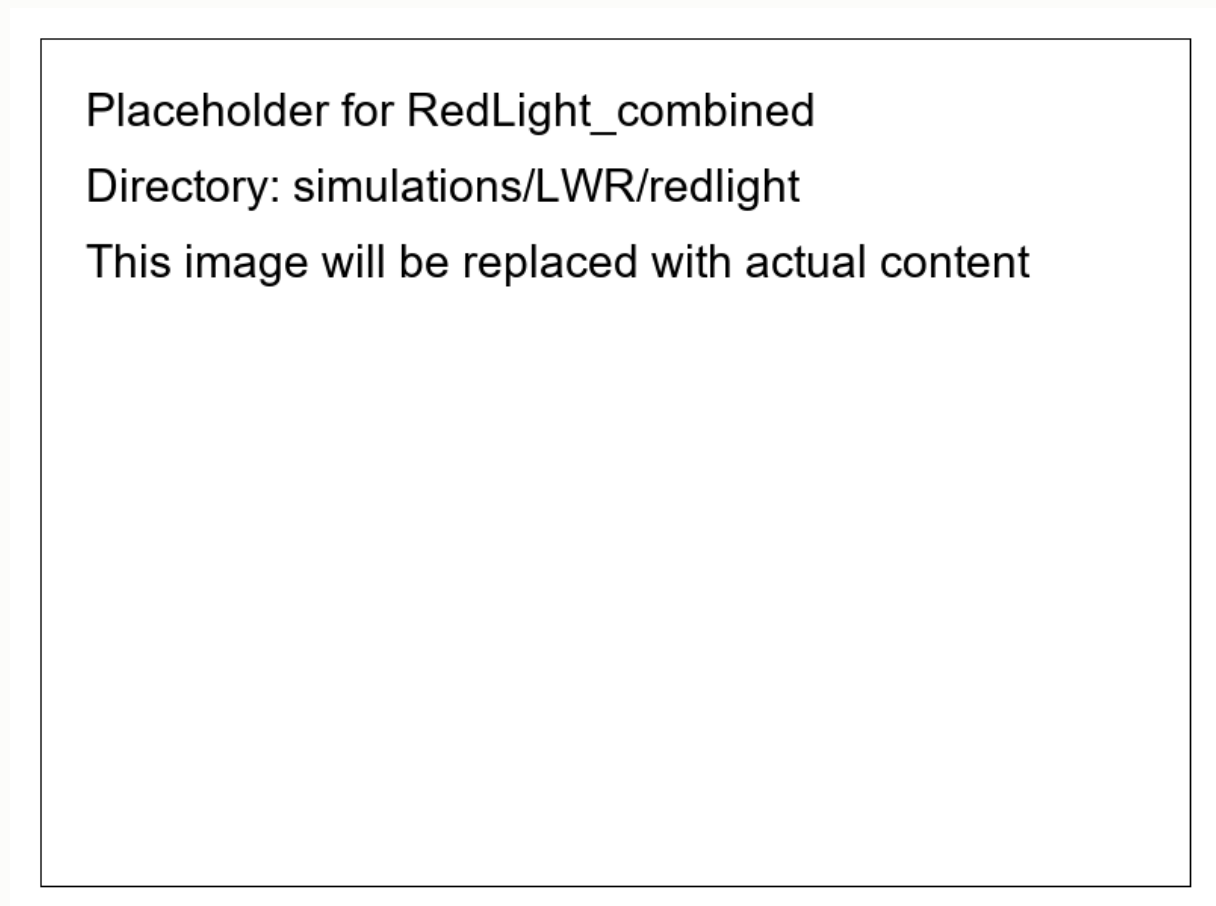 Placeholder for RedLight_combined
Directory: simulations/LWR/redlight
This image will be replaced with actual content